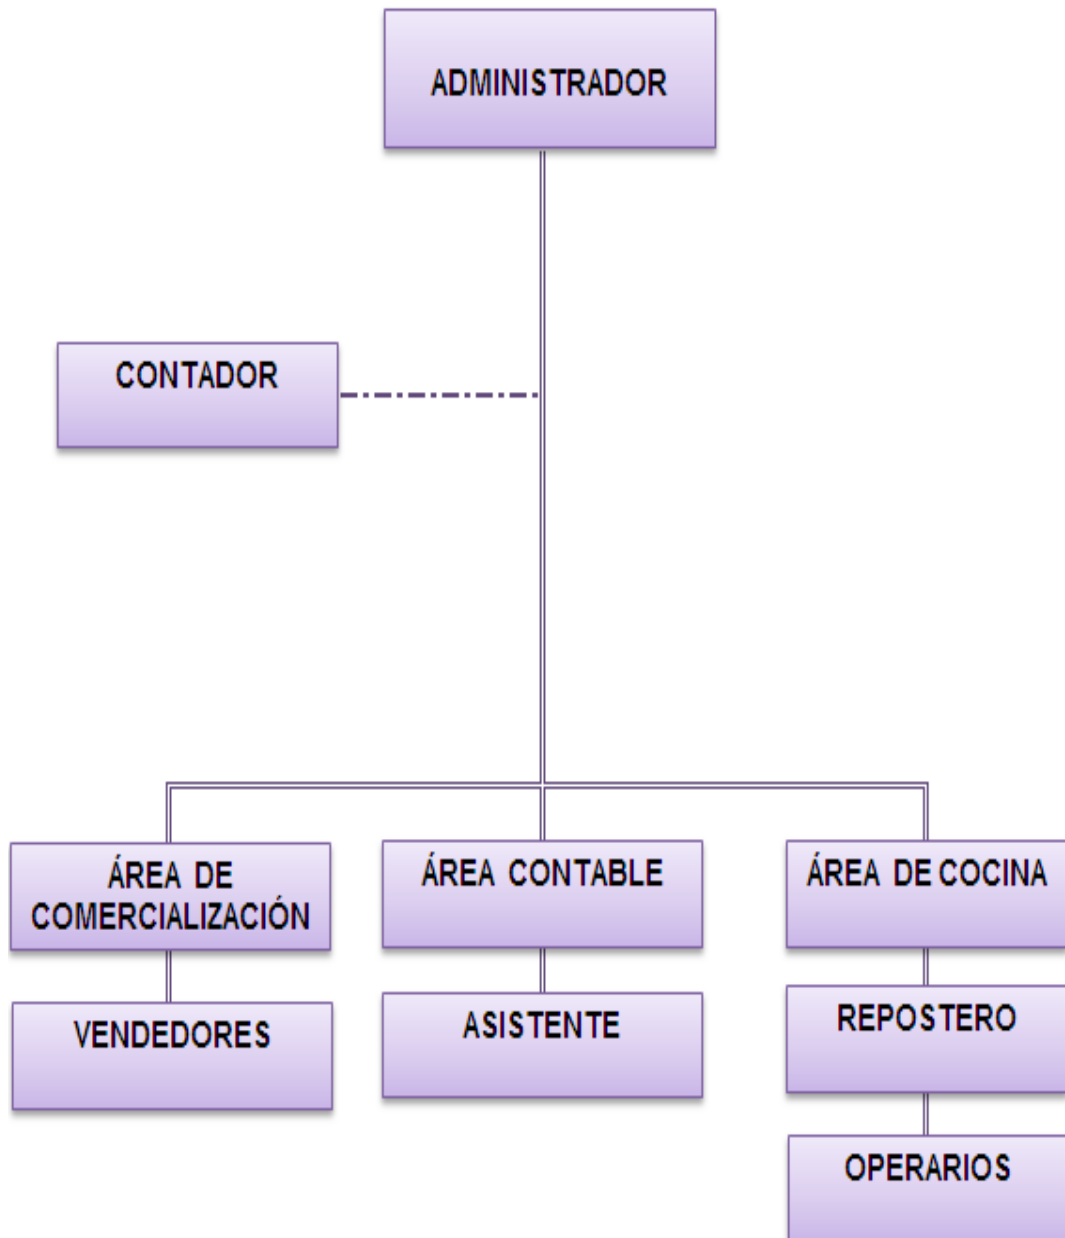 ADMINISTRADOR
CONTADOR
ÁREA DE
COMERCIALIZACIÓN
ÁREA CONTABLE
ÁREA DE COCINA
VENDEDORES
ASISTENTE
REPOSTERO
OPERARIOS